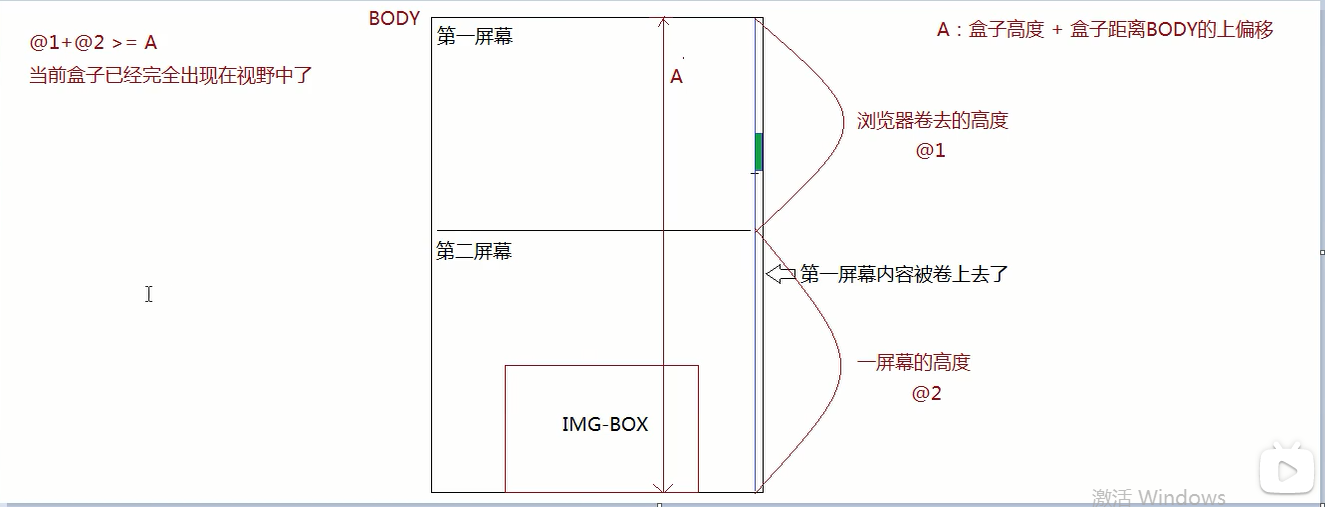 BODY
@1+@2 >= A
当前盒子已经完全出现在视野中了
第一屏幕
A
A：盒子高度 + 盒子距离BODY的上偏移
浏览器卷去的高度
@1
第二屏幕
第一屏幕内容被卷上去了
一屏幕的高度
@2
IMG-BOX
激活 Windows